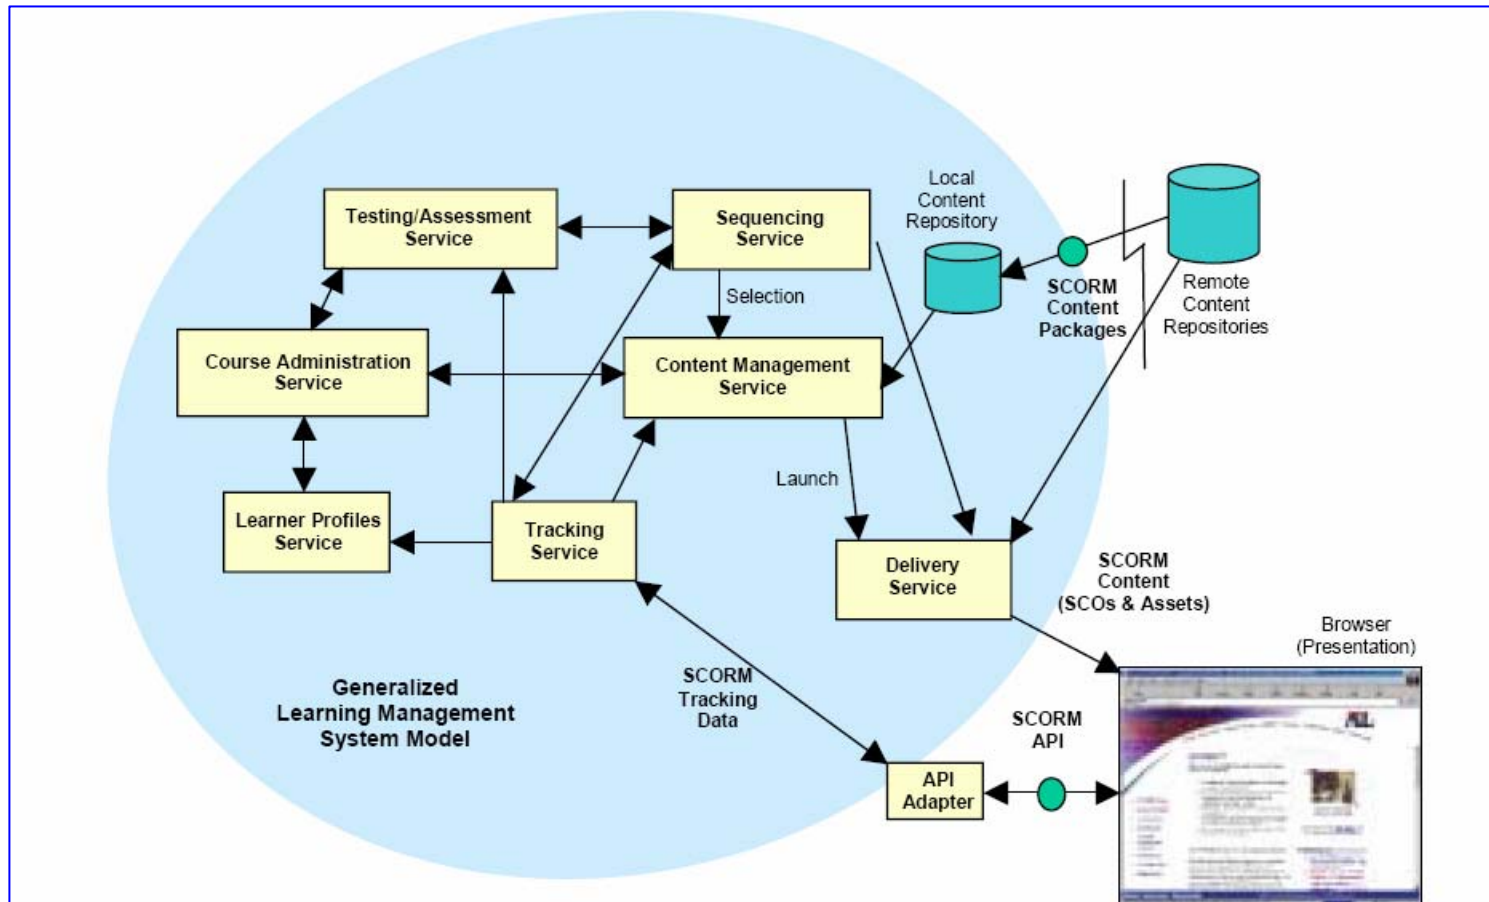 Testing/Assessment
Service
Sequencing
Service
Local
Content
Repository
Selection
SCORM
Content
Packages
Remote
Content
Repositories
Course Administration
Service
Content Management
Service
Launch
Learner Profiles
Service
Tracking
Service
Delivery
Service
SCORM
Content
(SCOs & Assets)
Browser
(Presentation)
Generalized
Learning Management
System Model
SCORM
Tracking
Data
SCORM
API
API
Adapter